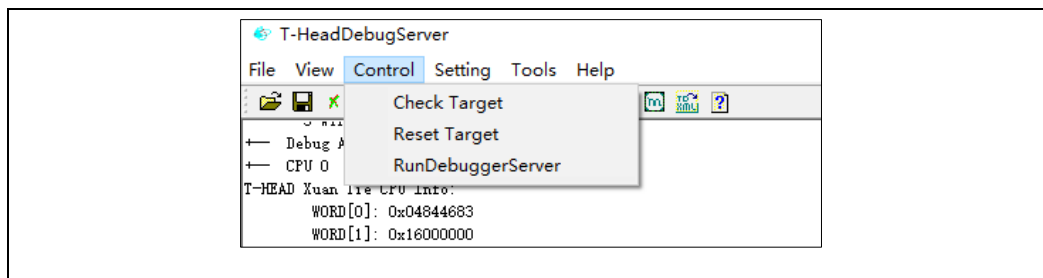 T-HeadDebugServer
File View Control Setting Tools Help
Check Target
Reset Target
RunDebuggerServer
Debug A
CPU 0
T-HEAD Xuan Tie CPU Info:
WORD[0]: 0x04844683
WORD[1]: 0x16000000